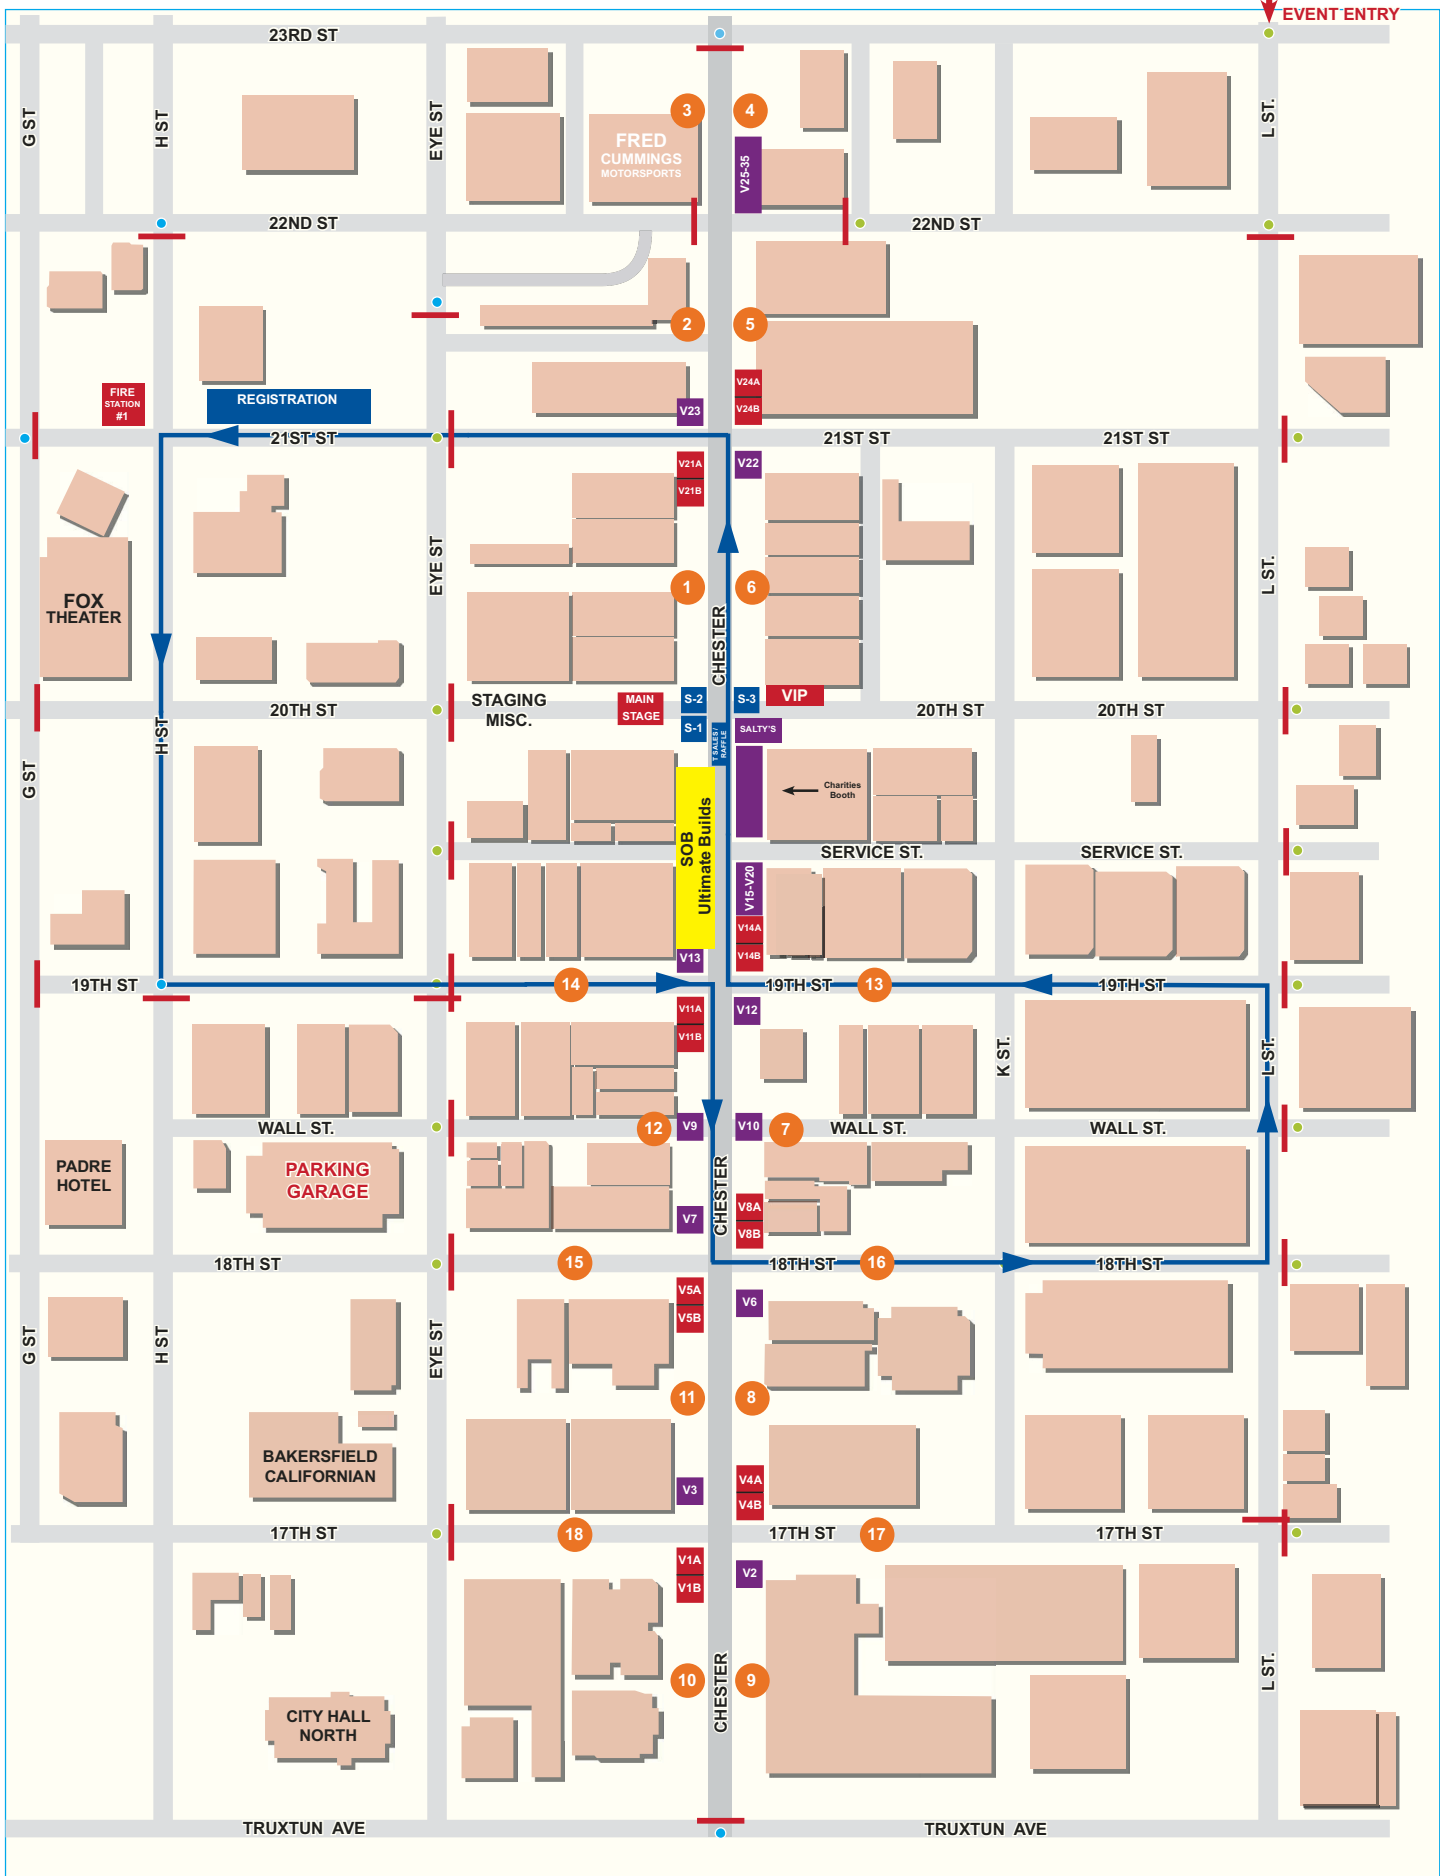 EVENT ENTRY
23RD ST
G ST
H ST
EYE ST
L ST.
3
4
FRED
CUMMINGS
MOTORSPORTS
V25-35
22ND ST
22ND ST
2
5
FIRE
STATION
#1
REGISTRATION
V23
V24A
V24B
21ST ST
21ST ST
21ST ST
V21A
V21B
V22
FOX
THEATER
EYE ST
1
6
CHESTER
L ST.
20TH ST
STAGING
MISC.
MAIN
STAGE
S-2
S-1
S-3
VIP
SALTY'S
T SALES /
RAFFLE
20TH ST
20TH ST
H ST
G ST
SOB
Ultimate Builds
Charities
Booth
SERVICE ST.
SERVICE ST.
V15-V20
V14A
V14B
V13
19TH ST
14
19TH ST
13
19TH ST
V11A
V11B
V12
K ST.
L ST.
WALL ST.
12
V9
V10
7
WALL ST.
WALL ST.
PADRE
HOTEL
PARKING
GARAGE
CHESTER
V7
V8A
V8B
18TH ST
15
18TH ST
16
18TH ST
V5A
V5B
V6
G ST
H ST
EYE ST
11
8
BAKERSFIELD
CALIFORNIAN
V3
V4A
V4B
17TH ST
18
17TH ST
17
17TH ST
V1A
V1B
V2
10
9
CHESTER
L ST.
CITY HALL
NORTH
TRUXTUN AVE
TRUXTUN AVE